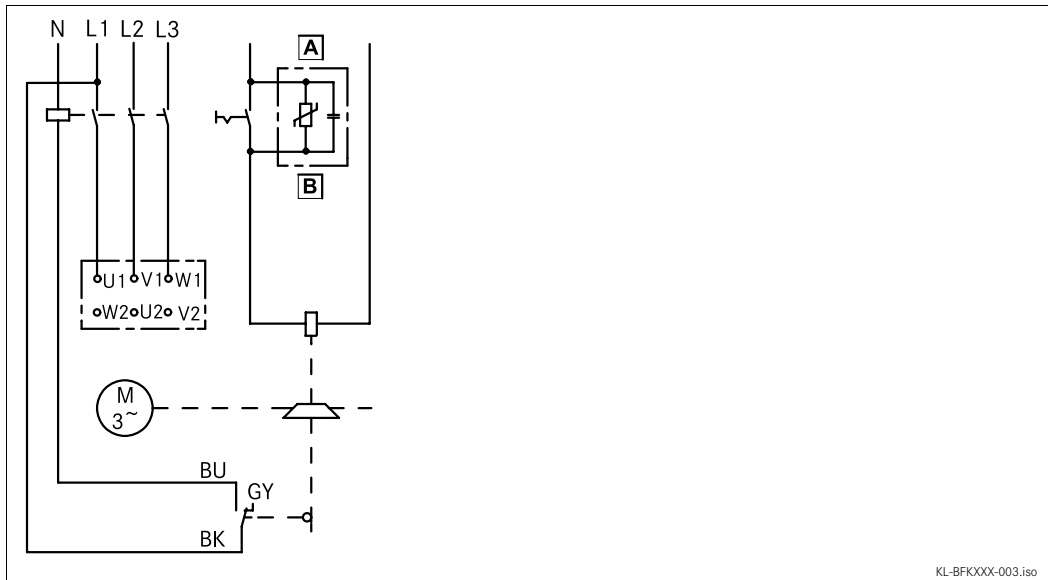 N L1 L2 L3
A
B
U1 V1 W1
W2 U2 V2
M
3~
BU
GY
BK
KL-BFKXXX-003.iso